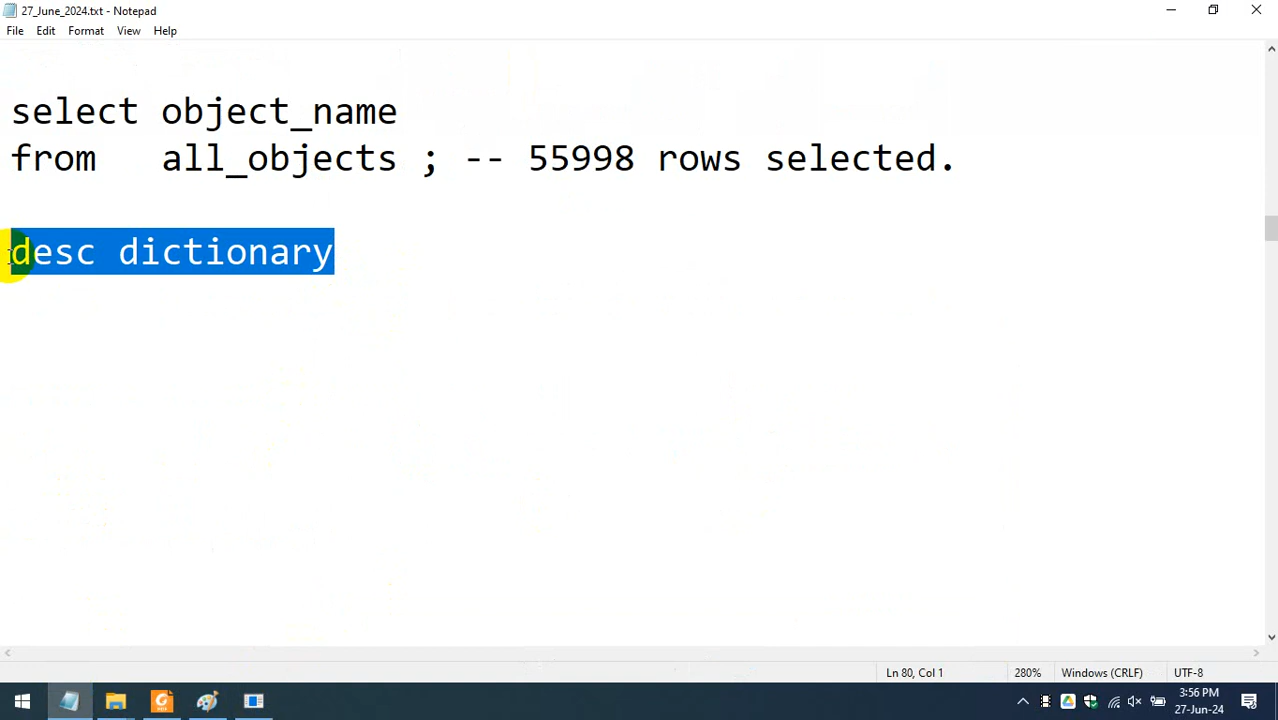 27_June_2024.txt - Notepad
File Edit Format View Help
select object_name
from   all_objects ; -- 55998 rows selected.
desc dictionary
Ln 80, Col 1 280% Windows (CRLF) UTF-8
3:56 PM
27-Jun-24